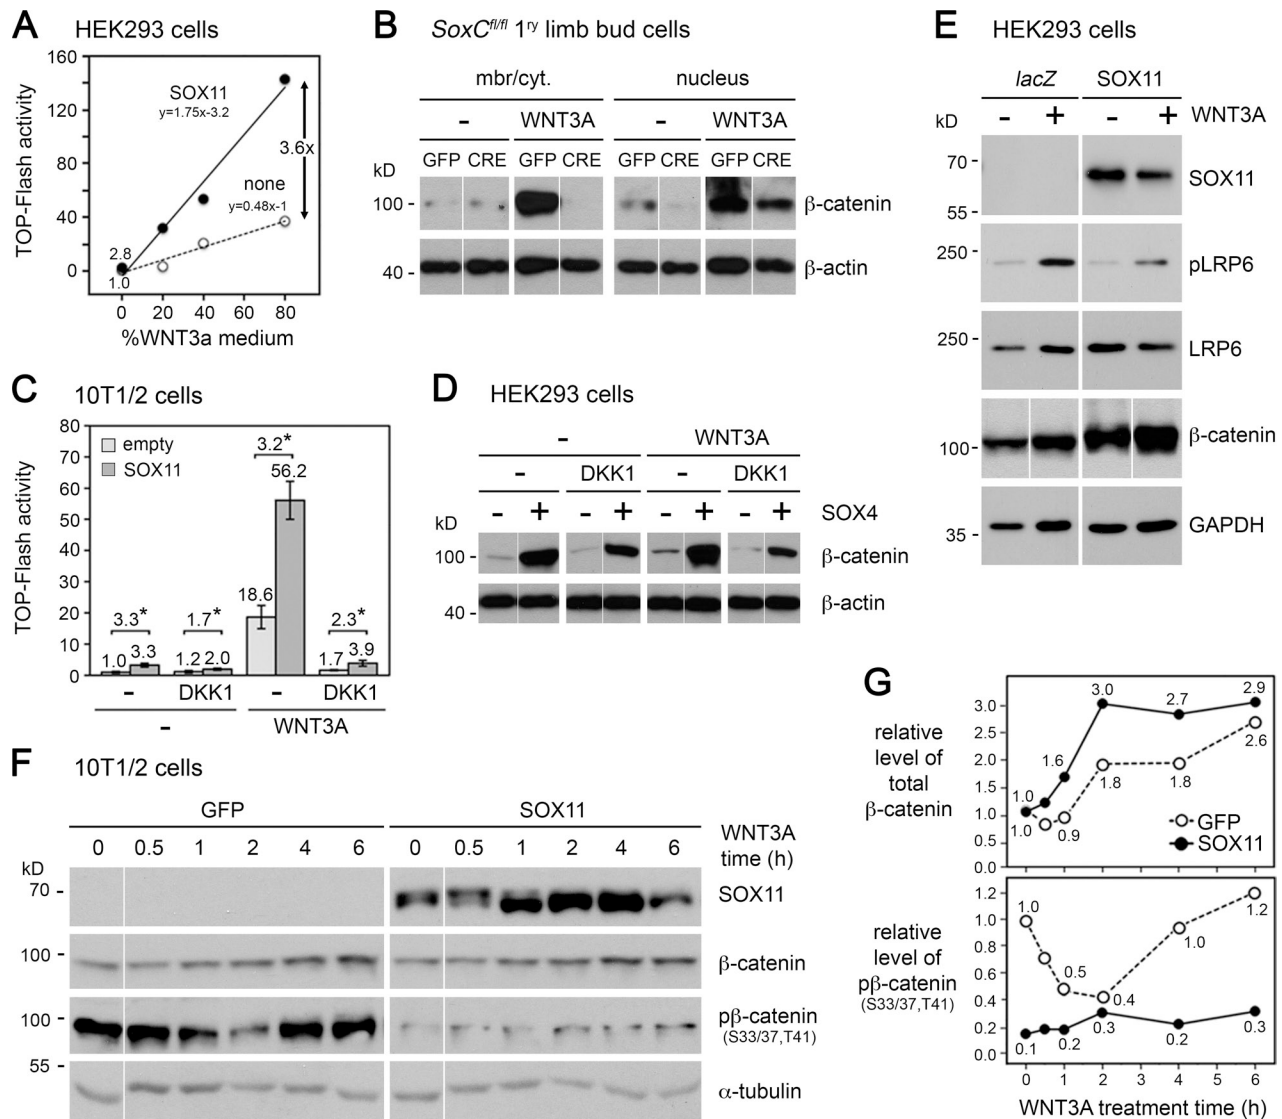 A HEK293 cells
TOP-Flash activity
160
120
80
40
0
SOX11
y=1.75x-3.2
3.6x
none
y=0.48x-1
2.8
1.0
0 20 40 60 80
%WNT3a medium
B SoxC fl/fl 1ry limb bud cells
mbr/cyt. nucleus
- WNT3A - WNT3A
kD GFP CRE GFP CRE GFP CRE GFP CRE
100 - β-catenin
40 - β-actin
C 10T1/2 cells
TOP-Flash activity
80
70
60
50
40
30
20
10
0
empty
SOX11
3.2*
56.2
18.6
3.3* 1.7* 2.3*
1.0 3.3 1.2 2.0 1.7 3.9
- DKK1 - DKK1
- WNT3A
D HEK293 cells
- WNT3A
- DKK1 - DKK1
- + - + - + - + SOX4
kD
100 - β-catenin
40 - β-actin
E HEK293 cells
lacZ SOX11
kD - + - + WNT3A
70 - SOX11
55 -
250 - pLRP6
250 - LRP6
100 - β-catenin
35 - GAPDH
F 10T1/2 cells
GFP SOX11
0 0.5 1 2 4 6 0 0.5 1 2 4 6 WNT3A time (h)
kD
70 - SOX11
100 - β-catenin
100 - pβ-catenin
(S33/37,T41)
55 - α-tubulin
G
relative
level of
total
β-catenin
3.0
2.5
2.0
1.5
1.0
0.5
0.0
1.0 1.6 3.0 2.7 2.9
1.0 0.9 1.8 1.8 2.6
GFP
SOX11
relative
level of
pβ-catenin
(S33/37,T41)
1.2
1.0
0.8
0.6
0.4
0.2
0.0
1.0 0.5 0.4 1.0 1.2
0.1 0.2 0.3 0.2 0.3
0 1 2 3 4 5 6
WNT3A treatment time (h)